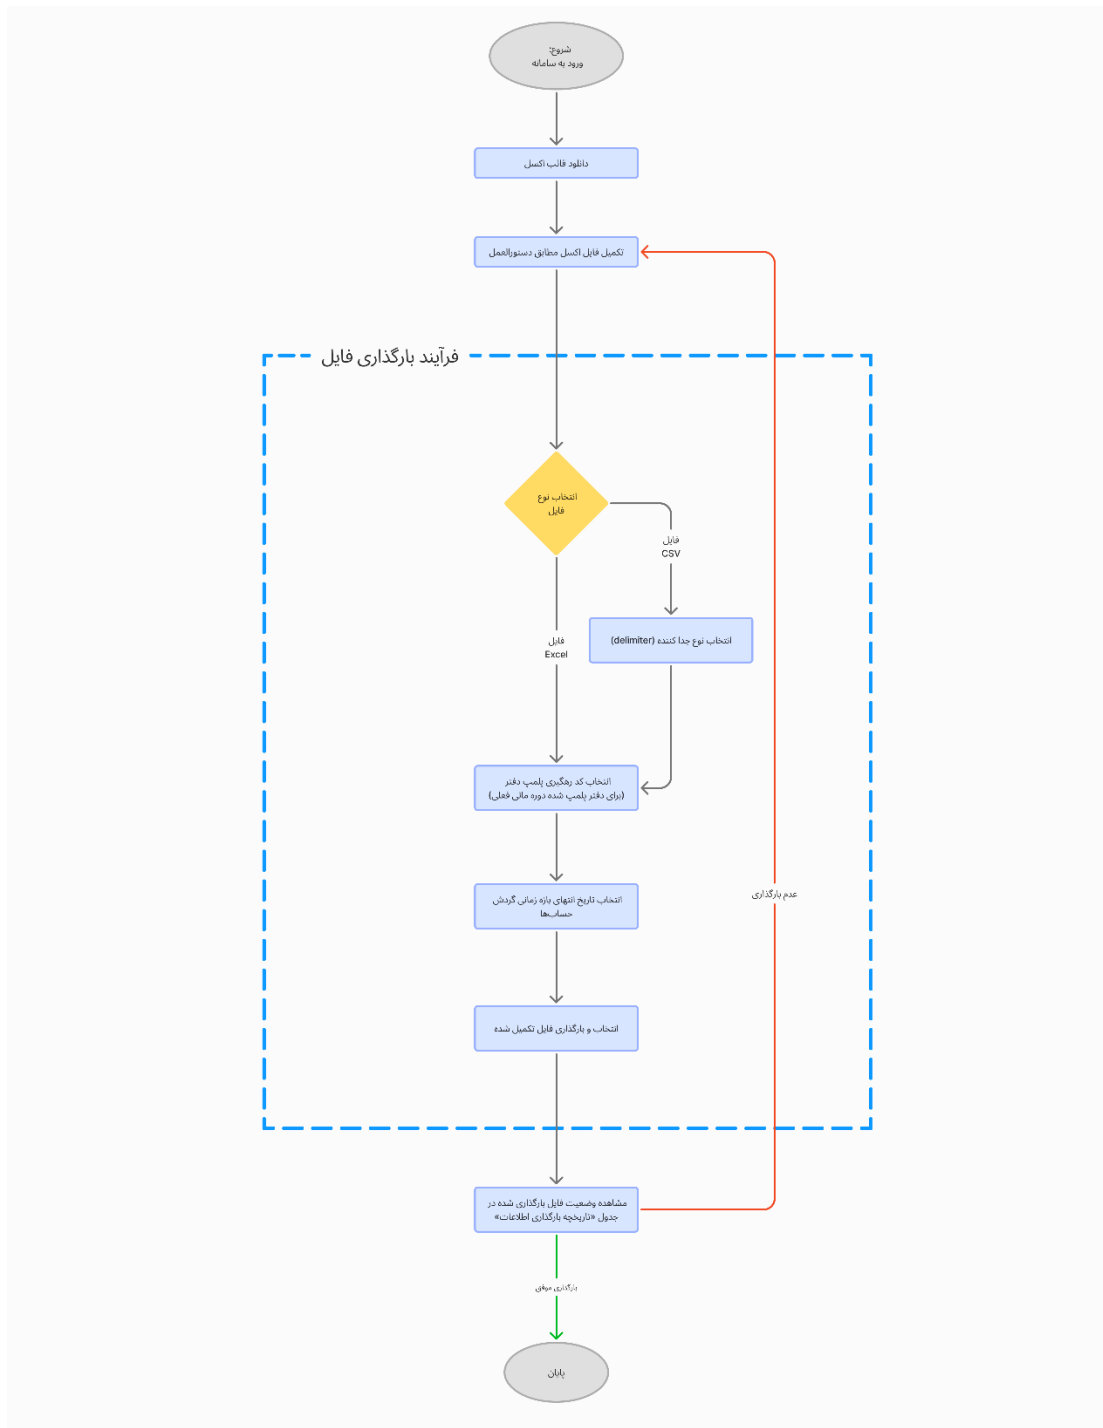 شروع:
ورود به سامانه
دانلود قالب اکسل
تکمیل فایل اکسل مطابق دستورالعمل
فرآیند بارگذاری فایل
انتخاب نوع
فایل
فایل
CSV
انتخاب نوع جدا کننده (delimiter)
فایل
Excel
انتخاب کد رهگیری پلمپ دفتر
(برای دفتر پلمپ شده دوره مالی فعلی)
انتخاب تاریخ انتهای بازه زمانی گردش
حساب‌ها
عدم بارگذاری
انتخاب و بارگذاری فایل تکمیل شده
مشاهده وضعیت فایل بارگذاری شده در
جدول «تاریخچه بارگذاری اطلاعات»
بارگذاری موفق
پایان